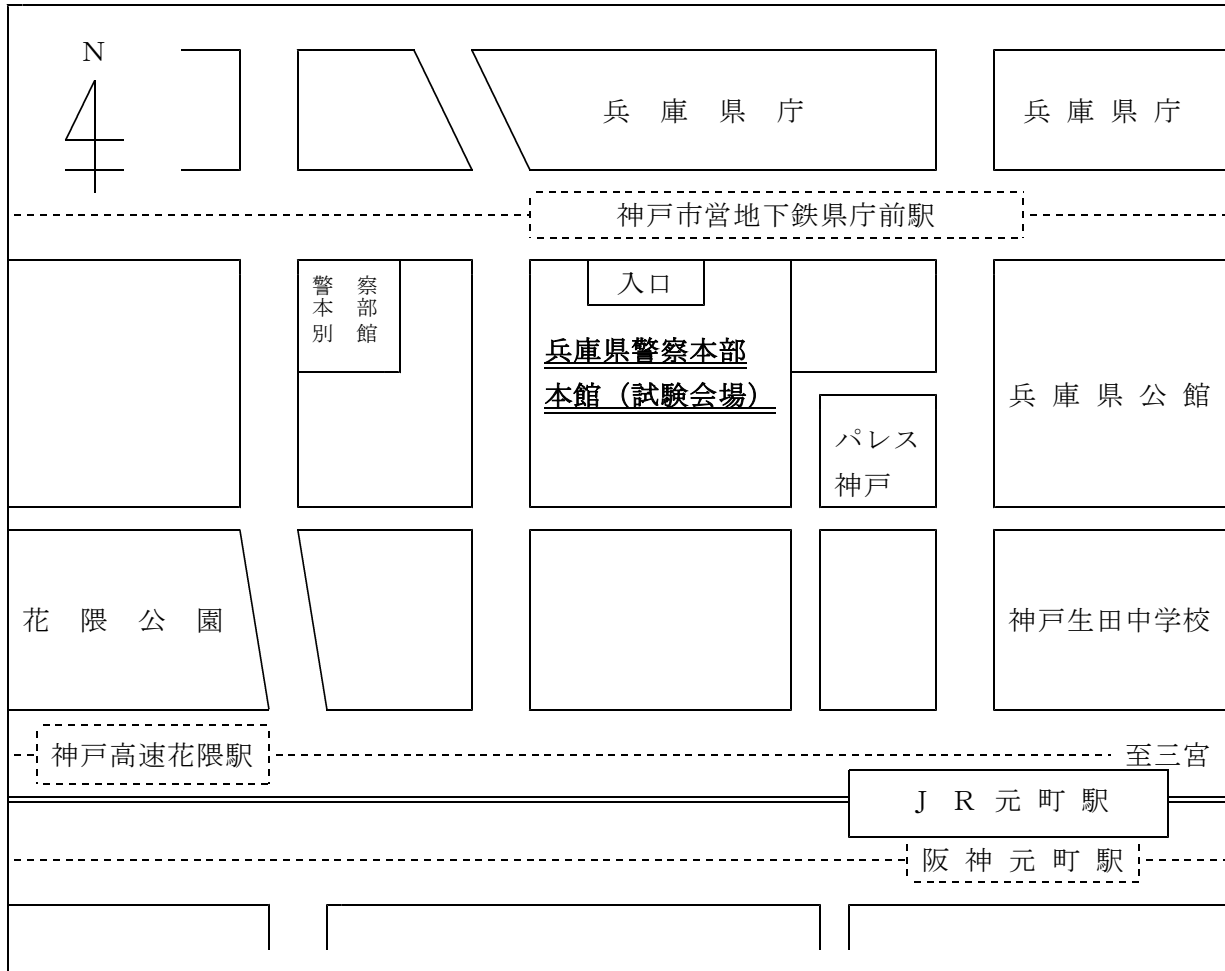 N
兵庫県庁
兵庫県庁
神戸市営地下鉄県庁前駅
警察
本部
別館
入口
兵庫県警察本部
本館（試験会場）
兵庫県公館
パレス
神戸
花隈公園
神戸生田中学校
神戸高速花隈駅
至三宮
ＪＲ元町駅
阪神元町駅